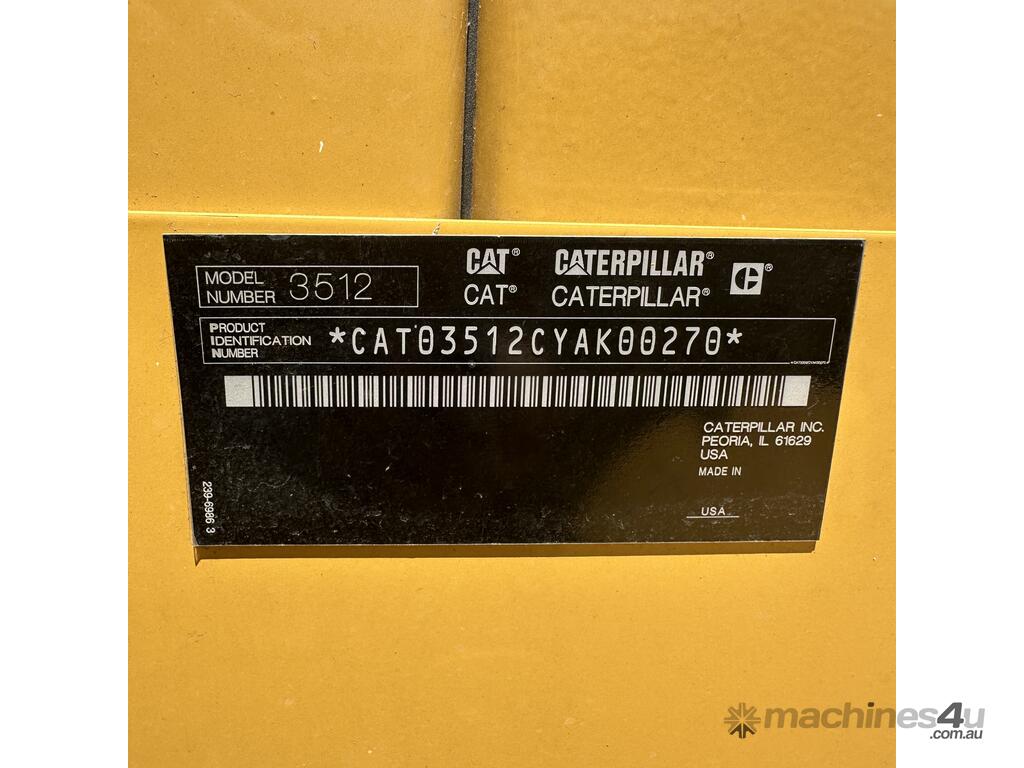 CAT® CATERPILLAR® C®
CAT® CATERPILLAR®
MODEL NUMBER 3512
PRODUCT IDENTIFICATION NUMBER *CAT03512CYAK00270*
CATERPILLAR INC.
PEORIA, IL 61629
USA
MADE IN
USA
239-6986 3
machines4u
.com.au